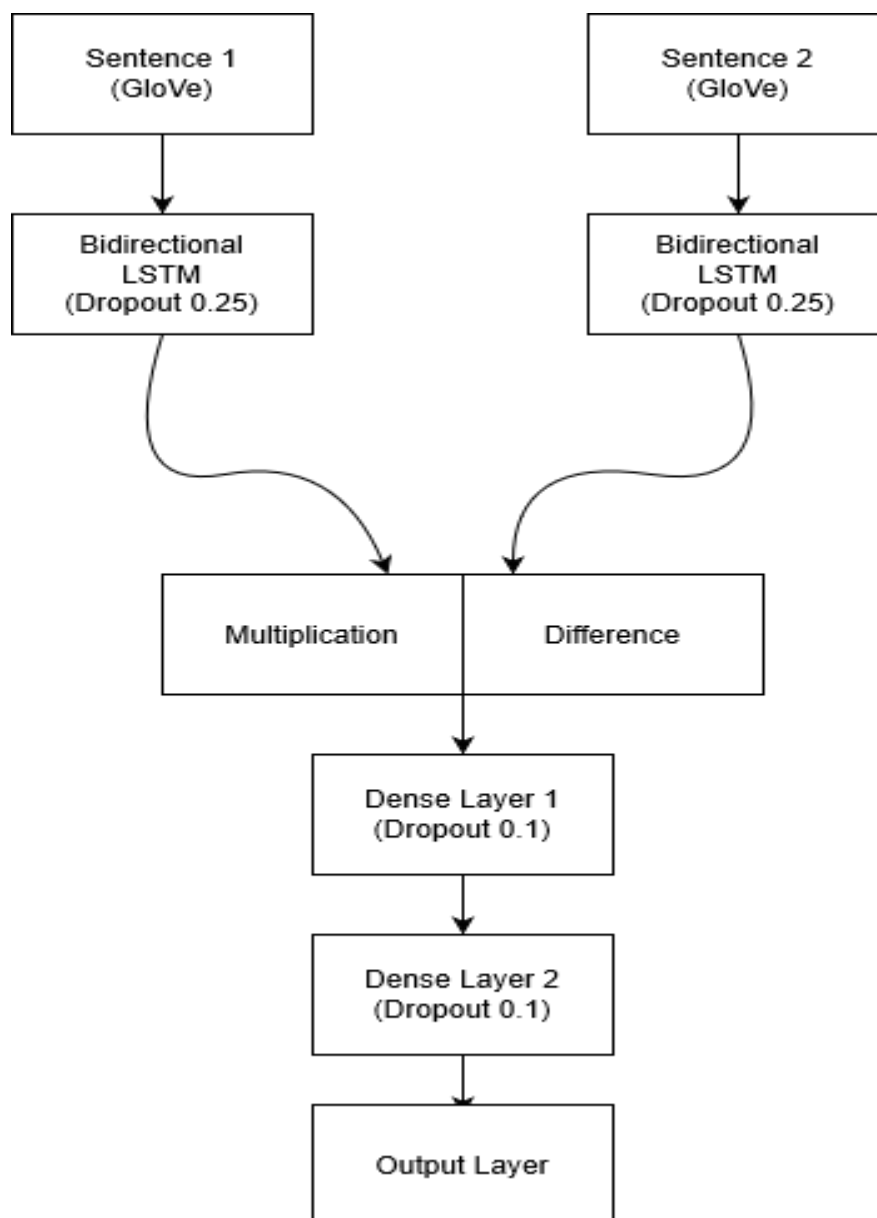 Sentence 1
(GloVe)
Sentence 2
(GloVe)
Bidirectional
LSTM
(Dropout 0.25)
Bidirectional
LSTM
(Dropout 0.25)
Multiplication
Difference
Dense Layer 1
(Dropout 0.1)
Dense Layer 2
(Dropout 0.1)
Output Layer